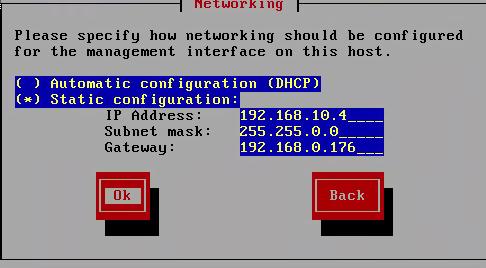 Networking
Please specify how networking should be configured
for the management interface on this host.
( ) Automatic configuration (DHCP)
(*) Static configuration:
IP Address: 192.168.10.4____
Subnet mask: 255.255.0.0_____
Gateway: 192.168.0.176___
Ok Back